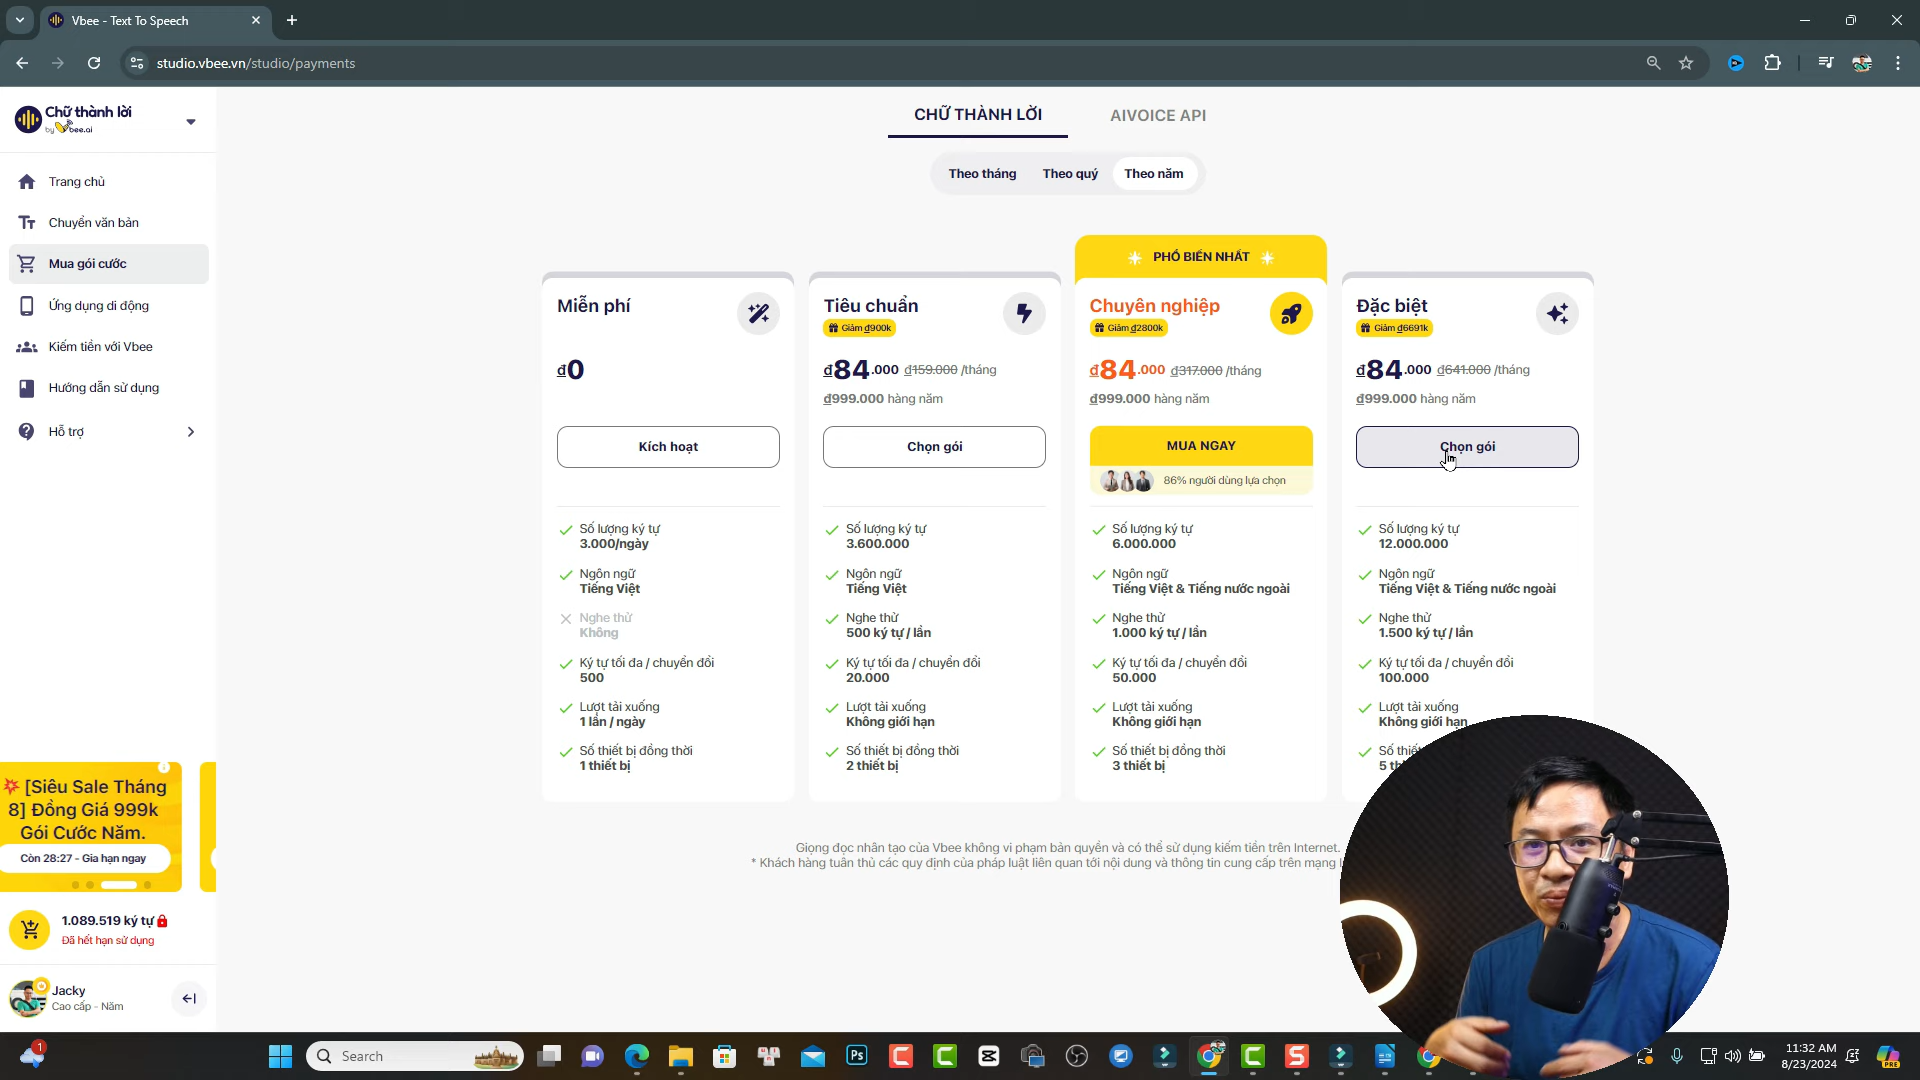 Vbee - Text To Speech
studio.vbee.vn/studio/payments
Chữ thành lời
by Vbee.ai
Trang chủ
Chuyển văn bản
Mua gói cước
Ứng dụng di động
Kiếm tiền với Vbee
Hướng dẫn sử dụng
Hỗ trợ
[Siêu Sale Tháng
8] Đồng Giá 999k
Gói Cước Năm.
Còn 28:27 - Gia hạn ngay
1.089.519 ký tự
Đã hết hạn sử dụng
Jacky
Cao cấp - Năm
CHỮ THÀNH LỜI
AIVOICE API
Theo tháng
Theo quý
Theo năm
Miễn phí
đ0
Kích hoạt
Số lượng ký tự
3.000/ngày
Ngôn ngữ
Tiếng Việt
Nghe thử
Không
Ký tự tối đa / chuyển đổi
500
Lượt tải xuống
1 lần / ngày
Số thiết bị đồng thời
1 thiết bị
Tiêu chuẩn
Giảm đ900k
đ84.000 đ159.000 /tháng
đ999.000 hàng năm
Chọn gói
Số lượng ký tự
3.600.000
Ngôn ngữ
Tiếng Việt
Nghe thử
500 ký tự / lần
Ký tự tối đa / chuyển đổi
20.000
Lượt tải xuống
Không giới hạn
Số thiết bị đồng thời
2 thiết bị
PHỔ BIẾN NHẤT
Chuyên nghiệp
Giảm đ2800k
đ84.000 đ317.000 /tháng
đ999.000 hàng năm
MUA NGAY
86% người dùng lựa chọn
Số lượng ký tự
6.000.000
Ngôn ngữ
Tiếng Việt & Tiếng nước ngoài
Nghe thử
1.000 ký tự / lần
Ký tự tối đa / chuyển đổi
50.000
Lượt tải xuống
Không giới hạn
Số thiết bị đồng thời
3 thiết bị
Đặc biệt
Giảm đ6691k
đ84.000 đ641.000 /tháng
đ999.000 hàng năm
Chọn gói
Số lượng ký tự
12.000.000
Ngôn ngữ
Tiếng Việt & Tiếng nước ngoài
Nghe thử
1.500 ký tự / lần
Ký tự tối đa / chuyển đổi
100.000
Lượt tải xuống
Không giới hạn
Số
5
Giọng đọc nhân tạo của Vbee không vi phạm bản quyền và có thể sử dụng kiếm tiền trên Internet.
* Khách hàng tuân thủ các quy định của pháp luật liên quan tới nội dung và thông tin cung cấp trên mạng
1
Search
Ps
11:32 AM
8/23/2024
PRE